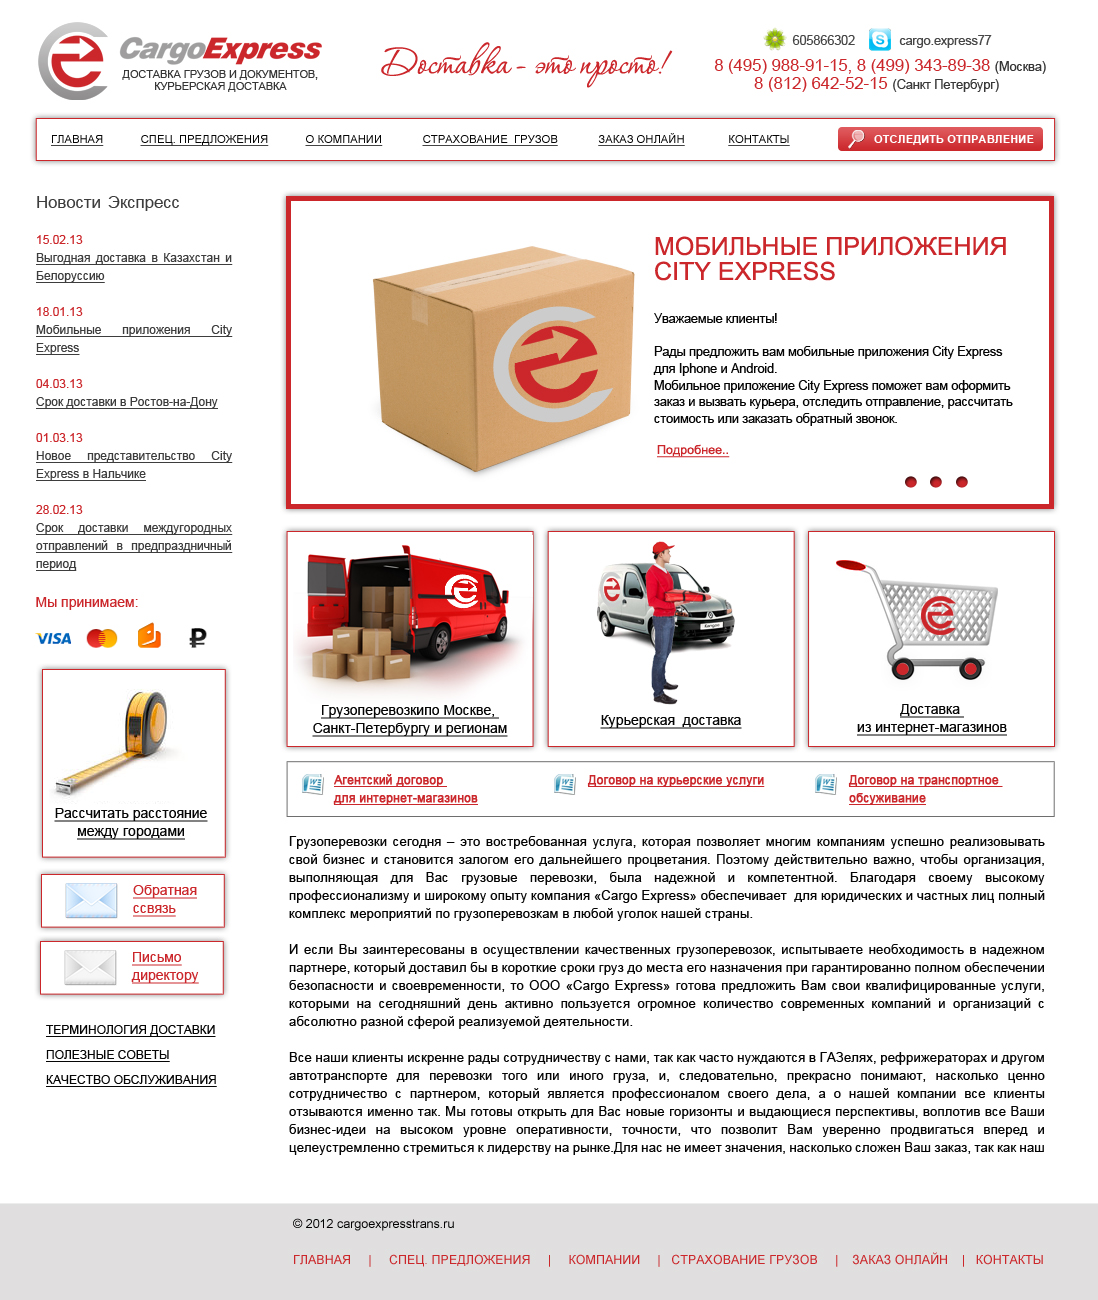 CargoExpress
ДОСТАВКА ГРУЗОВ И ДОКУМЕНТОВ,
КУРЬЕРСКАЯ ДОСТАВКА
Доставка - это просто!
605866302 cargo.express77
8 (495) 988-91-15, 8 (499) 343-89-38 (Москва)
8 (812) 642-52-15 (Санкт Петербург)
ГЛАВНАЯ СПЕЦ. ПРЕДЛОЖЕНИЯ О КОМПАНИИ СТРАХОВАНИЕ ГРУЗОВ ЗАКАЗ ОНЛАЙН КОНТАКТЫ ОТСЛЕДИТЬ ОТПРАВЛЕНИЕ
Новости Экспресс
15.02.13
Выгодная доставка в Казахстан и
Белоруссию
18.01.13
Мобильные приложения City
Express
04.03.13
Срок доставки в Ростов-на-Дону
01.03.13
Новое представительство City
Express в Нальчике
28.02.13
Срок доставки междугородных
отправлений в предпраздничный
период
Мы принимаем:
VISA
Рассчитать расстояние
между городами
Обратная
ссвязь
Письмо
директору
ТЕРМИНОЛОГИЯ ДОСТАВКИ
ПОЛЕЗНЫЕ СОВЕТЫ
КАЧЕСТВО ОБСЛУЖИВАНИЯ
МОБИЛЬНЫЕ ПРИЛОЖЕНИЯ
CITY EXPRESS
Уважаемые клиенты!
Рады предложить вам мобильные приложения City Express
для Iphone и Android.
Мобильное приложение City Express поможет вам оформить
заказ и вызвать курьера, отследить отправление, рассчитать
стоимость или заказать обратный звонок.
Подробнее..
Грузоперевозкипо Москве,
Санкт-Петербургу и регионам
Kangoo
Курьерская доставка
Доставка
из интернет-магазинов
Агентский договор
для интернет-магазинов
Договор на курьерские услуги
Договор на транспортное
обсуживание
Грузоперевозки сегодня – это востребованная услуга, которая позволяет многим компаниям успешно реализовывать
свой бизнес и становится залогом его дальнейшего процветания. Поэтому действительно важно, чтобы организация,
выполняющая для Вас грузовые перевозки, была надежной и компетентной. Благодаря своему высокому
профессионализму и широкому опыту компания «Cargo Express» обеспечивает для юридических и частных лиц полный
комплекс мероприятий по грузоперевозкам в любой уголок нашей страны.
И если Вы заинтересованы в осуществлении качественных грузоперевозок, испытываете необходимость в надежном
партнере, который доставил бы в короткие сроки груз до места его назначения при гарантированно полном обеспечении
безопасности и своевременности, то ООО «Cargo Express» готова предложить Вам свои квалифицированные услуги,
которыми на сегодняшний день активно пользуется огромное количество современных компаний и организаций с
абсолютно разной сферой реализуемой деятельности.
Все наши клиенты искренне рады сотрудничеству с нами, так как часто нуждаются в ГАЗелях, рефрижераторах и другом
автотранспорте для перевозки того или иного груза, и, следовательно, прекрасно понимают, насколько ценно
сотрудничество с партнером, который является профессионалом своего дела, а о нашей компании все клиенты
отзываются именно так. Мы готовы открыть для Вас новые горизонты и выдающиеся перспективы, воплотив все Ваши
бизнес-идеи на высоком уровне оперативности, точности, что позволит Вам уверенно продвигаться вперед и
целеустремленно стремиться к лидерству на рынке.Для нас не имеет значения, насколько сложен Ваш заказ, так как наш
© 2012 cargoexpresstrans.ru
ГЛАВНАЯ | СПЕЦ. ПРЕДЛОЖЕНИЯ | КОМПАНИИ | СТРАХОВАНИЕ ГРУЗОВ | ЗАКАЗ ОНЛАЙН | КОНТАКТЫ